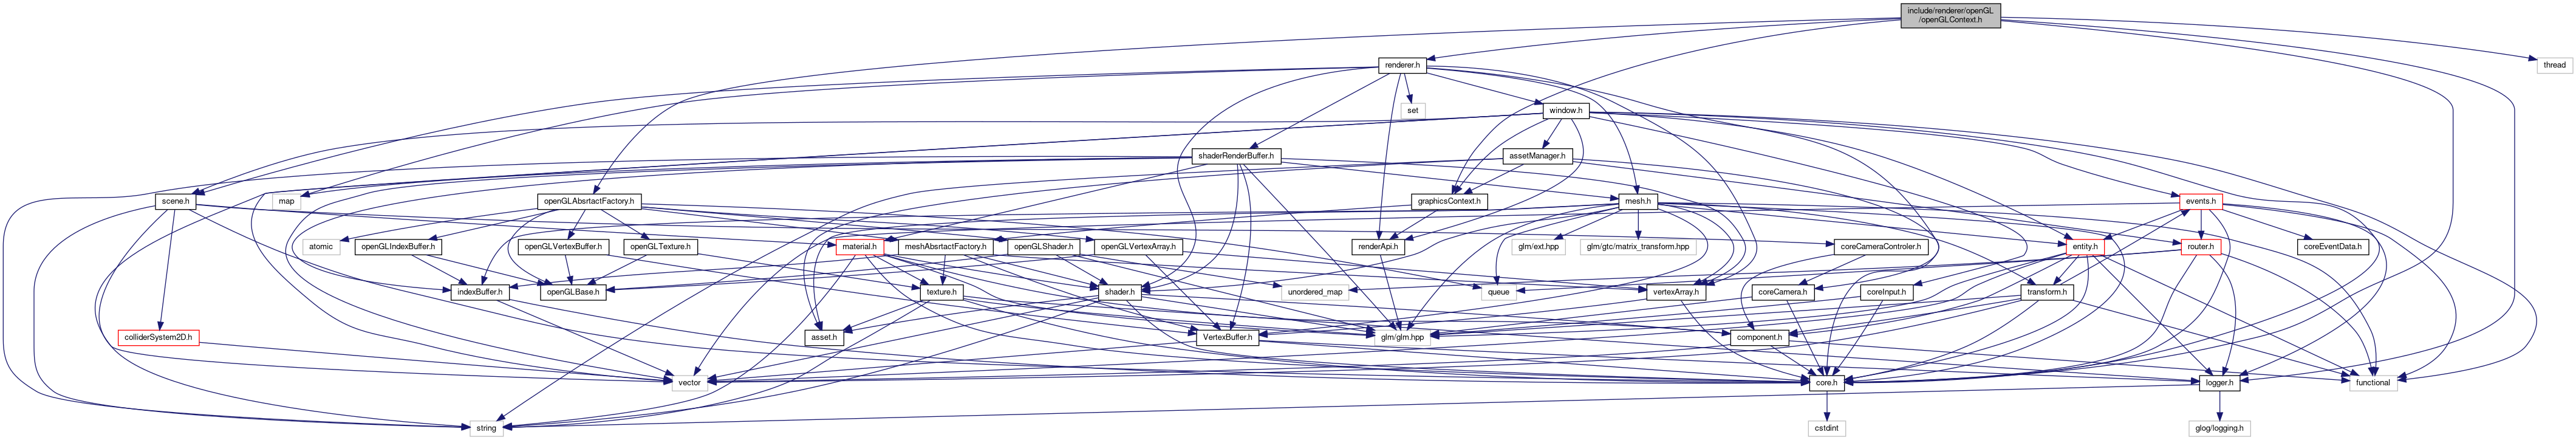 include/renderer/openGL
/openGLContext.h
renderer.h
thread
set
window.h
shaderRenderBuffer.h
assetManager.h
scene.h
map
openGLAbsrtactFactory.h
graphicsContext.h
mesh.h
events.h
atomic
openGLIndexBuffer.h
openGLVertexBuffer.h
openGLTexture.h
material.h
meshAbsrtactFactory.h
openGLShader.h
openGLVertexArray.h
renderApi.h
glm/ext.hpp
glm/gtc/matrix_transform.hpp
coreCameraControler.h
entity.h
router.h
coreEventData.h
indexBuffer.h
openGLBase.h
texture.h
shader.h
unordered_map
queue
vertexArray.h
coreCamera.h
coreInput.h
transform.h
colliderSystem2D.h
asset.h
VertexBuffer.h
glm/glm.hpp
component.h
vector
core.h
logger.h
functional
string
cstdint
glog/logging.h